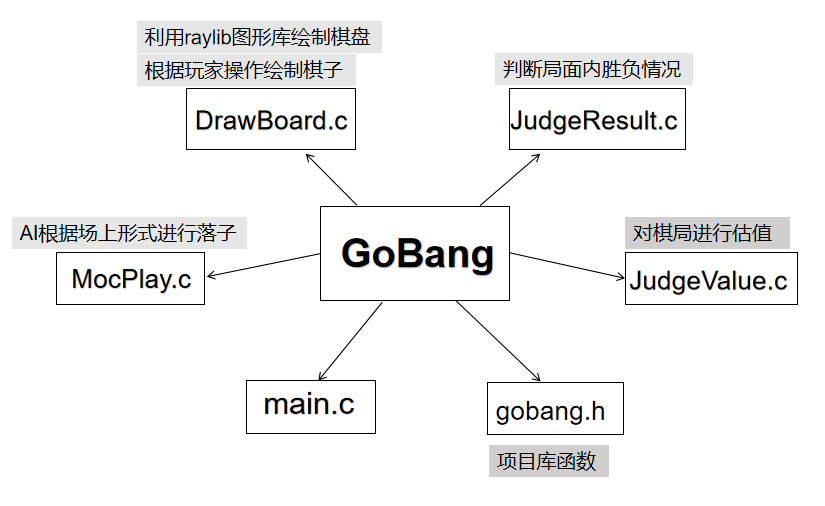 利用raylib图形库绘制棋盘
根据玩家操作绘制棋子
DrawBoard.c
判断局面内胜负情况
JudgeResult.c
AI根据场上形式进行落子
MocPlay.c
GoBang
对棋局进行估值
JudgeValue.c
main.c
gobang.h
项目库函数